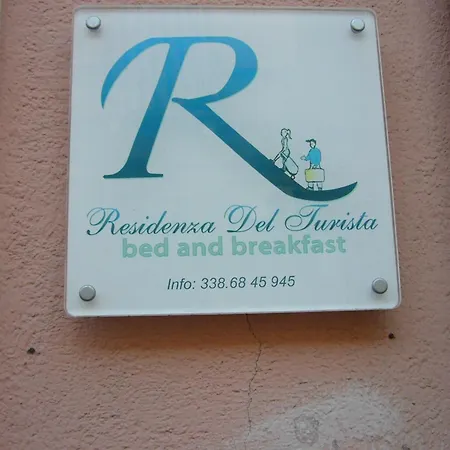 R
Residenza Del Turista
bed and breakfast
Info: 338.68 45 945